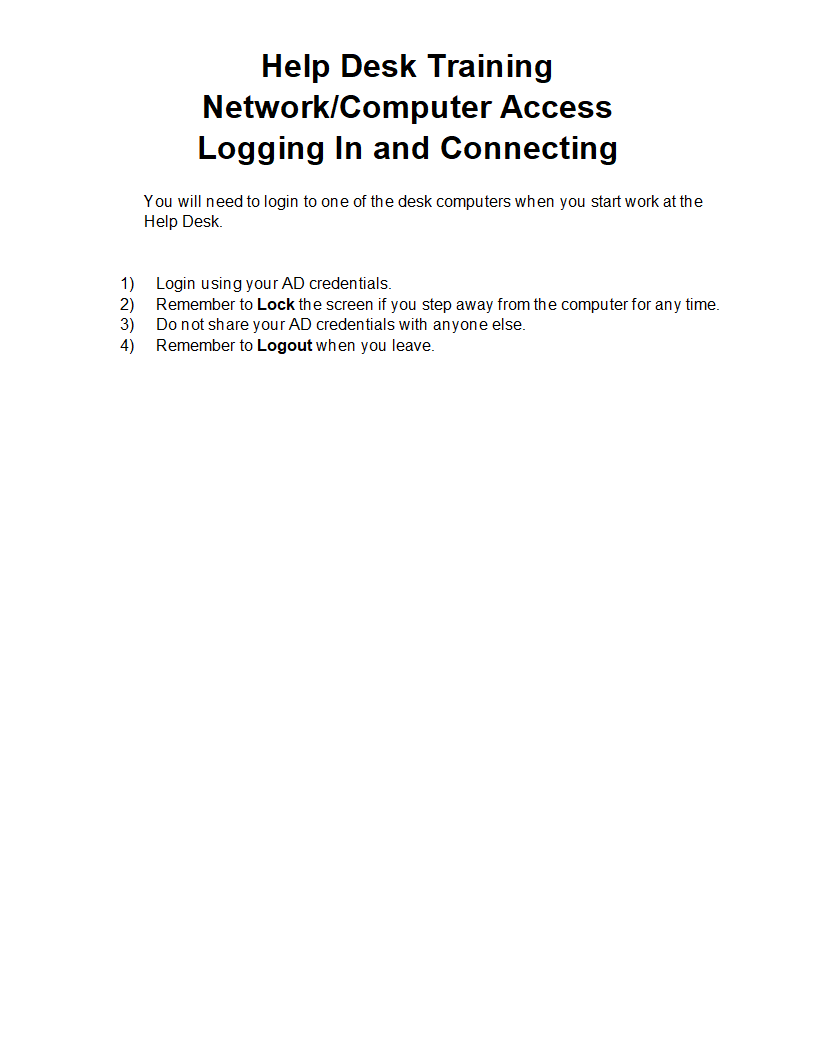 Help Desk Training
Network/Computer Access
Logging In and Connecting
You will need to login to one of the desk computers when you start work at the
Help Desk.
1) Login using your AD credentials.
2) Remember to Lock the screen if you step away from the computer for any time.
3) Do not share your AD credentials with anyone else.
4) Remember to Logout when you leave.